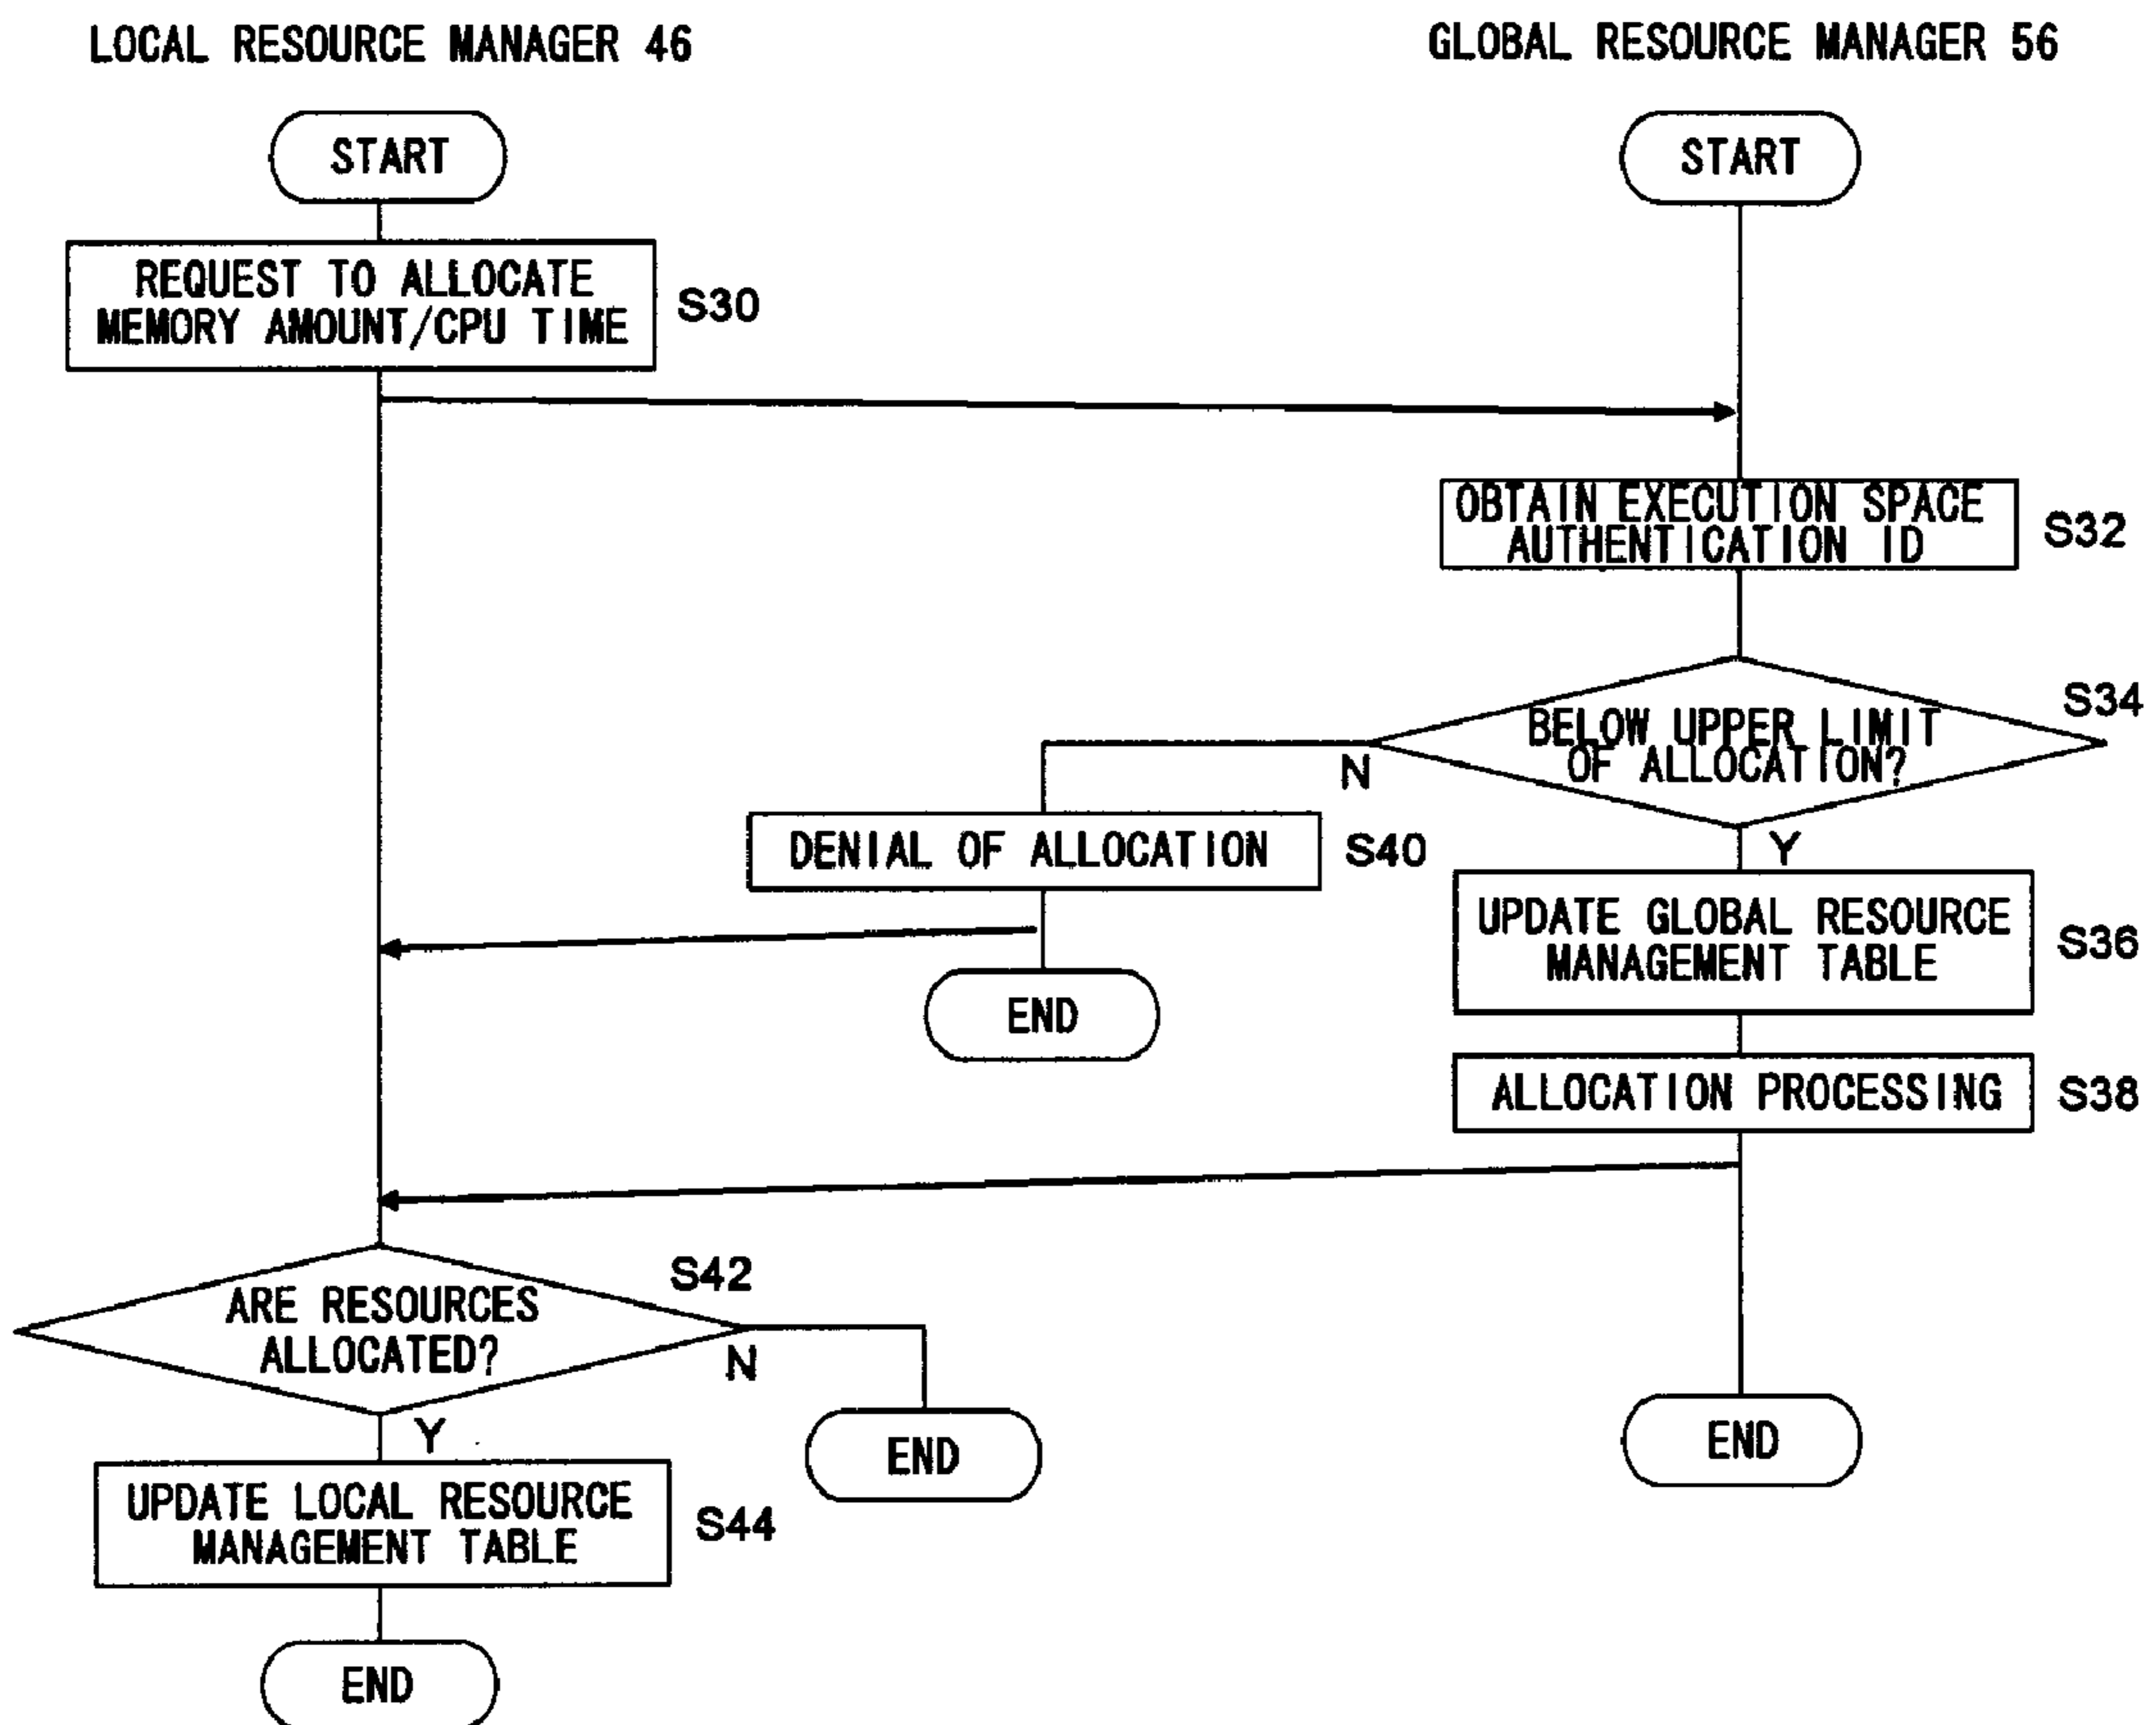 LOCAL RESOURCE MANAGER 46
GLOBAL RESOURCE MANAGER 56
START
START
REQUEST TO ALLOCATE
MEMORY AMOUNT/CPU TIME
S30
OBTAIN EXECUTION SPACE
AUTHENTICATION ID
S32
BELOW UPPER LIMIT
OF ALLOCATION?
S34
N
Y
DENIAL OF ALLOCATION
S40
END
UPDATE GLOBAL RESOURCE
MANAGEMENT TABLE
S36
ALLOCATION PROCESSING
S38
END
ARE RESOURCES
ALLOCATED?
S42
N
END
Y
UPDATE LOCAL RESOURCE
MANAGEMENT TABLE
S44
END